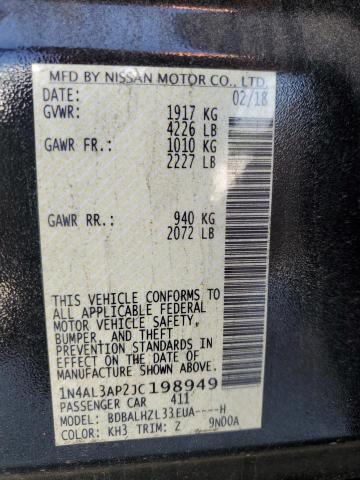 MFD BY NISSAN MOTOR CO., LTD.
DATE: 02/18
GVWR: 1917 KG
4226 LB
GAWR FR.: 1010 KG
2227 LB
GAWR RR.: 940 KG
2072 LB
THIS VEHICLE CONFORMS TO
ALL APPLICABLE FEDERAL
MOTOR VEHICLE SAFETY,
BUMPER, AND THEFT
PREVENTION STANDARDS IN
EFFECT ON THE DATE OF
MANUFACTURE SHOWN ABOVE.
1N4AL3AP2JC198949
PASSENGER CAR 411
MODEL: BDBALHZL33EUA----H
COLOR: KH3 TRIM: Z 9N00A